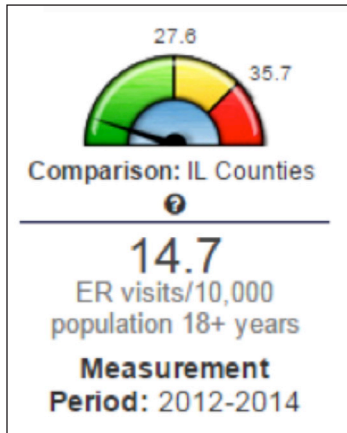 27.6
35.7
Comparison: IL Counties
?
14.7
ER visits/10,000
population 18+ years
Measurement
Period: 2012-2014